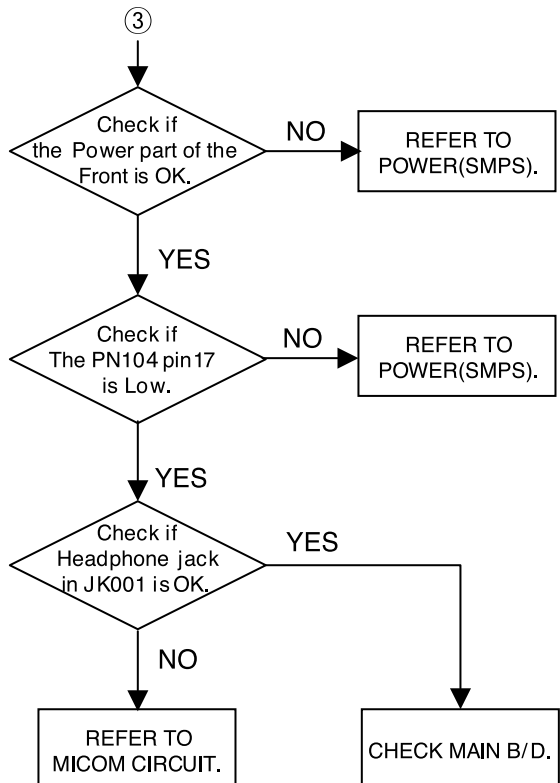 ③
Check if
the Power part of the
Front is OK.
NO
REFER TO
POWER(SMPS).
YES
Check if
The PN104 pin17
is Low.
NO
REFER TO
POWER(SMPS).
YES
Check if
Headphone jack
in JK001 is OK.
YES
NO
REFER TO
MICOM CIRCUIT.
CHECK MAIN B/D.